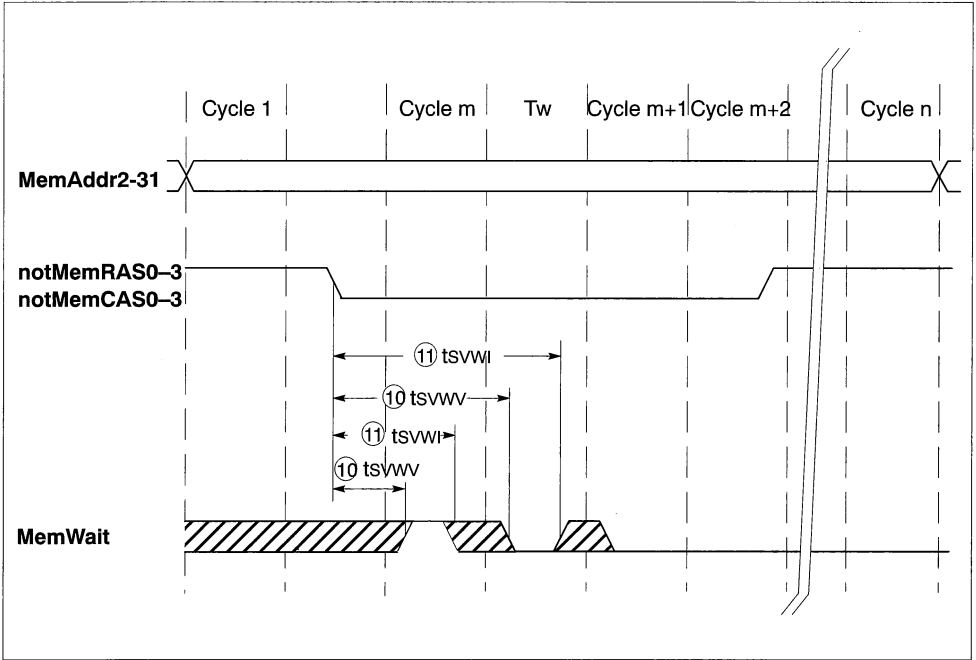 Cycle 1 Cycle m Tw Cycle m+1 Cycle m+2 Cycle n
MemAddr2-31
notMemRAS0–3
notMemCAS0–3
11 tSVWI
10 tSVWV
11 tSVWI
10 tSVWV
MemWait